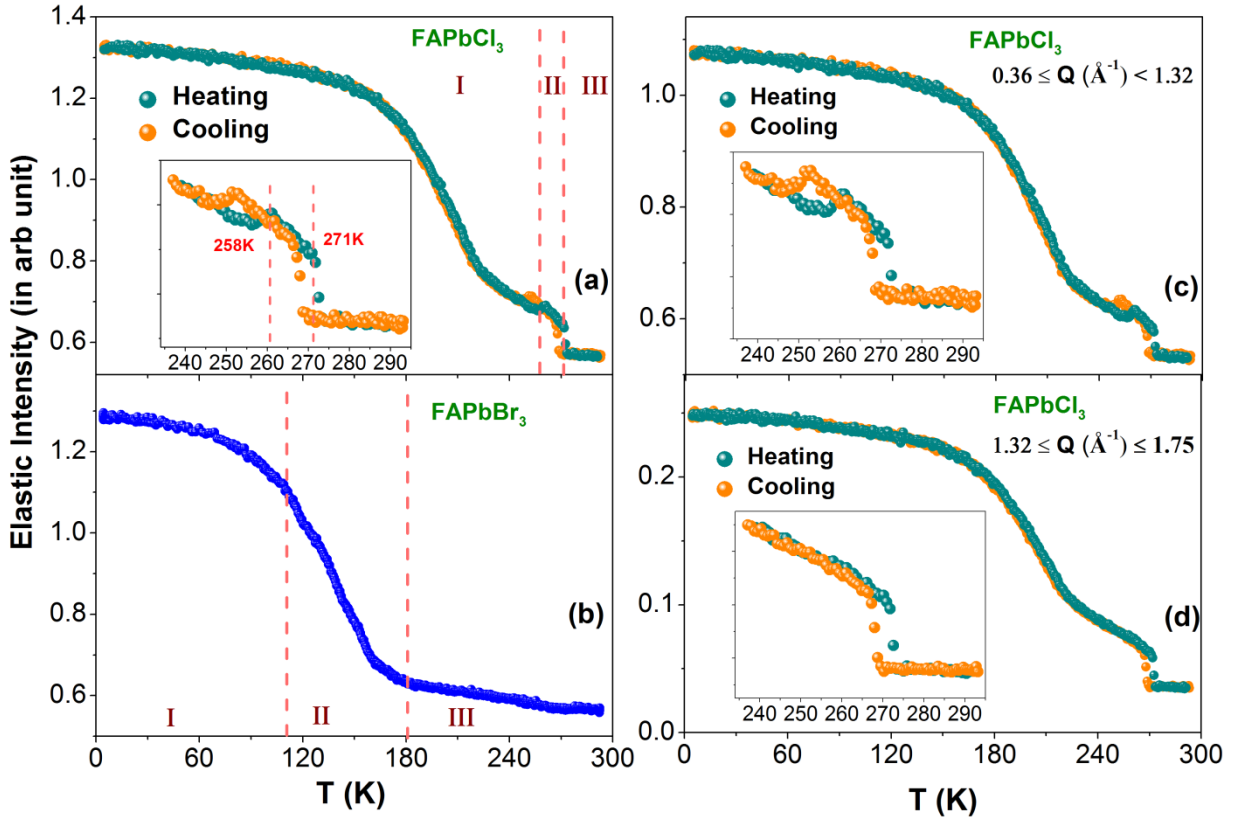 Elastic Intensity (in arb unit)
1.4
1.2
1.0
0.8
0.6
FAPbCl₃
I
II
III
Heating
Cooling
258K
271K
240 250 260 270 280 290
(a)
1.2
1.0
0.8
0.6
FAPbBr₃
(b)
I
II
III
0 60 120 180 240 300
T (K)
1.0
0.8
0.6
FAPbCl₃
0.36 ≤ Q (Å⁻¹) < 1.32
Heating
Cooling
240 250 260 270 280 290
(c)
0.2
0.1
0.0
FAPbCl₃
1.32 ≤ Q (Å⁻¹) ≤ 1.75
Heating
Cooling
240 250 260 270 280 290
(d)
0 60 120 180 240 300
T (K)